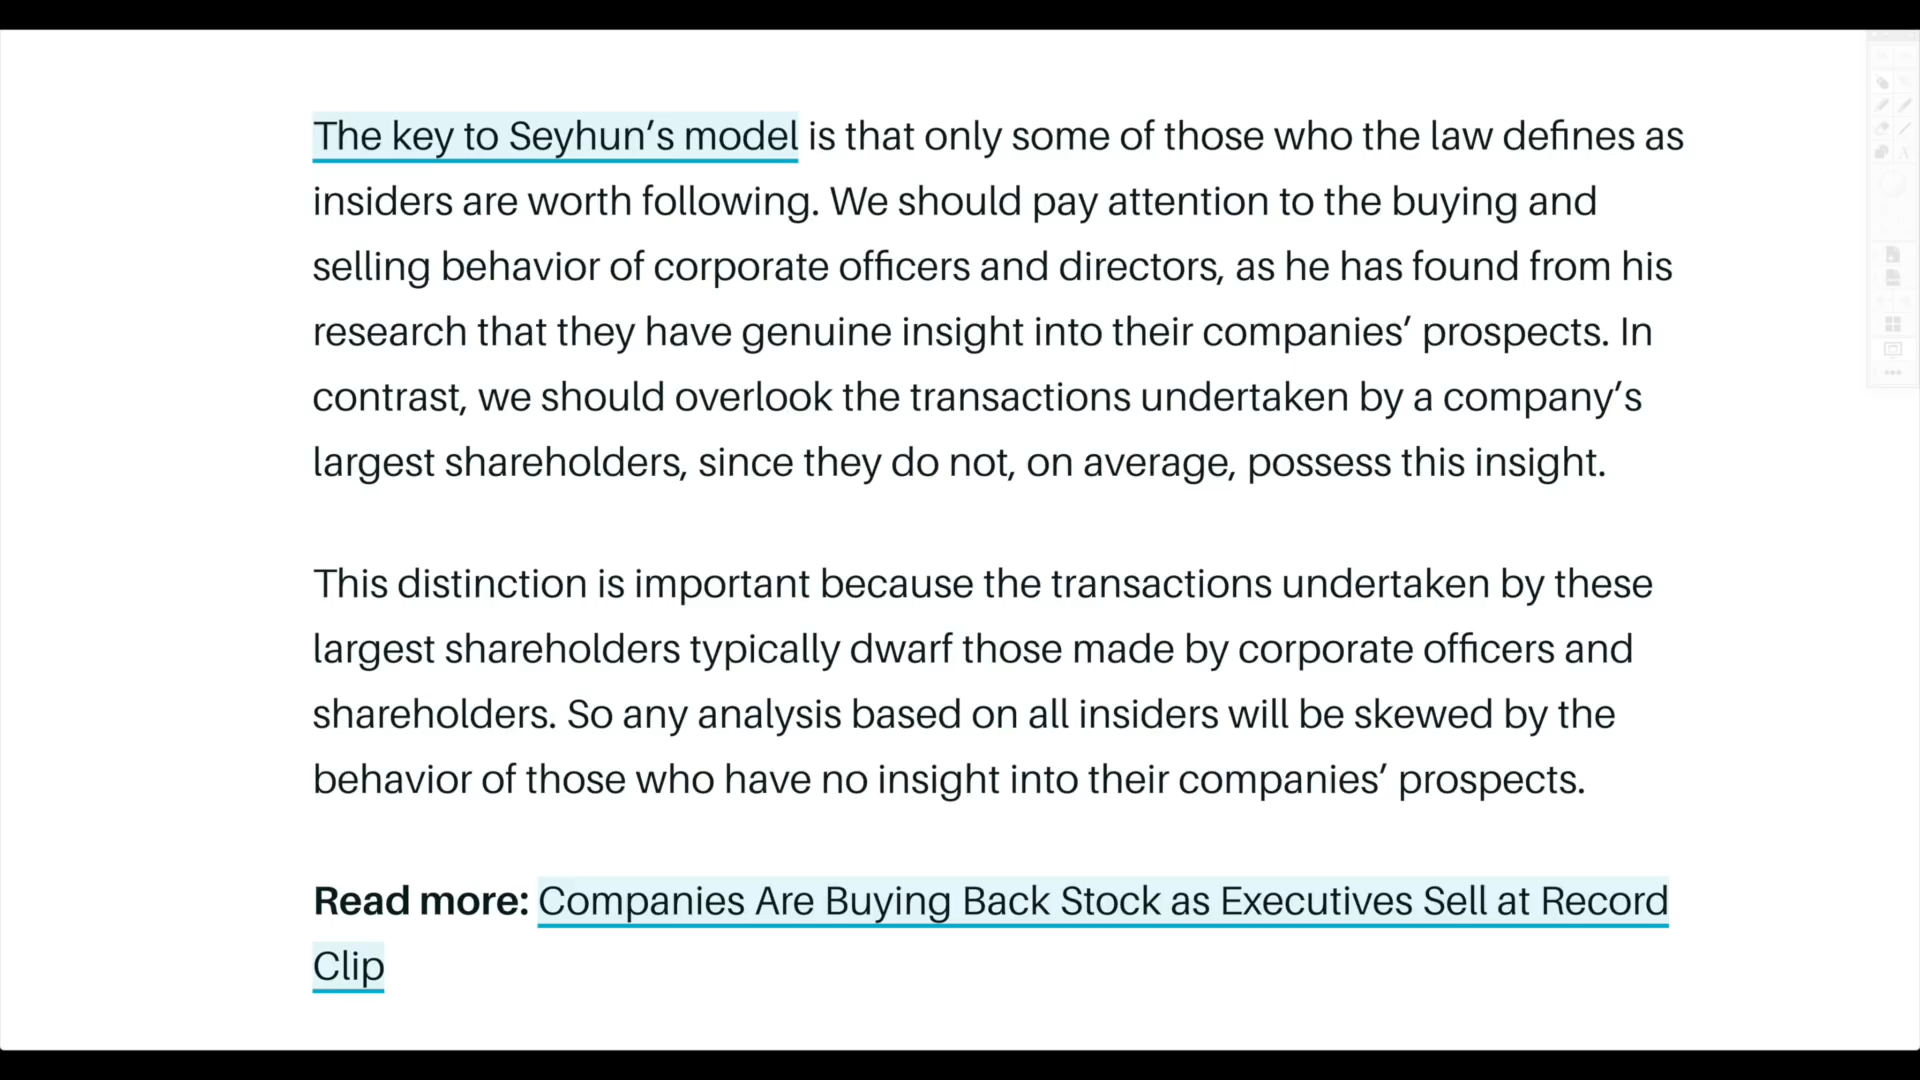 The key to Seyhun’s model is that only some of those who the law defines as
insiders are worth following. We should pay attention to the buying and
selling behavior of corporate officers and directors, as he has found from his
research that they have genuine insight into their companies’ prospects. In
contrast, we should overlook the transactions undertaken by a company’s
largest shareholders, since they do not, on average, possess this insight.
This distinction is important because the transactions undertaken by these
largest shareholders typically dwarf those made by corporate officers and
shareholders. So any analysis based on all insiders will be skewed by the
behavior of those who have no insight into their companies’ prospects.
Read more: Companies Are Buying Back Stock as Executives Sell at Record
Clip